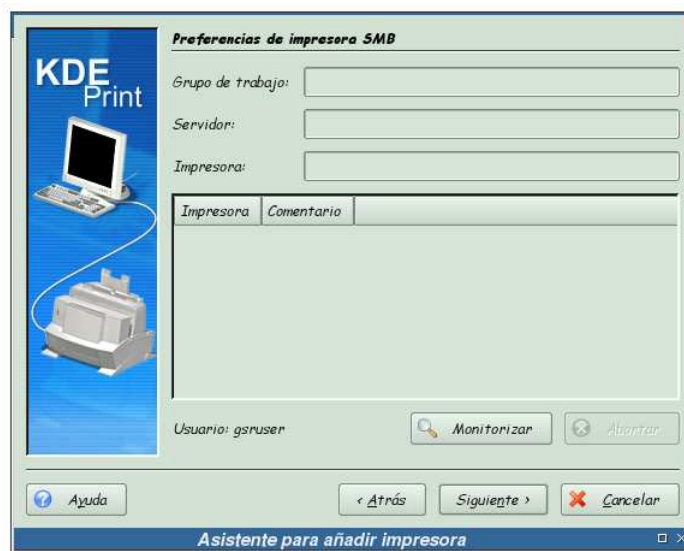 Preferencias de impresora SMB
KDE
Print
Grupo de trabajo:
Servidor:
Impresora:
Impresora Comentario
Usuario: gsruser Monitorizar Abortar
Ayuda < Atrás Siguiente > Cancelar
Asistente para añadir impresora